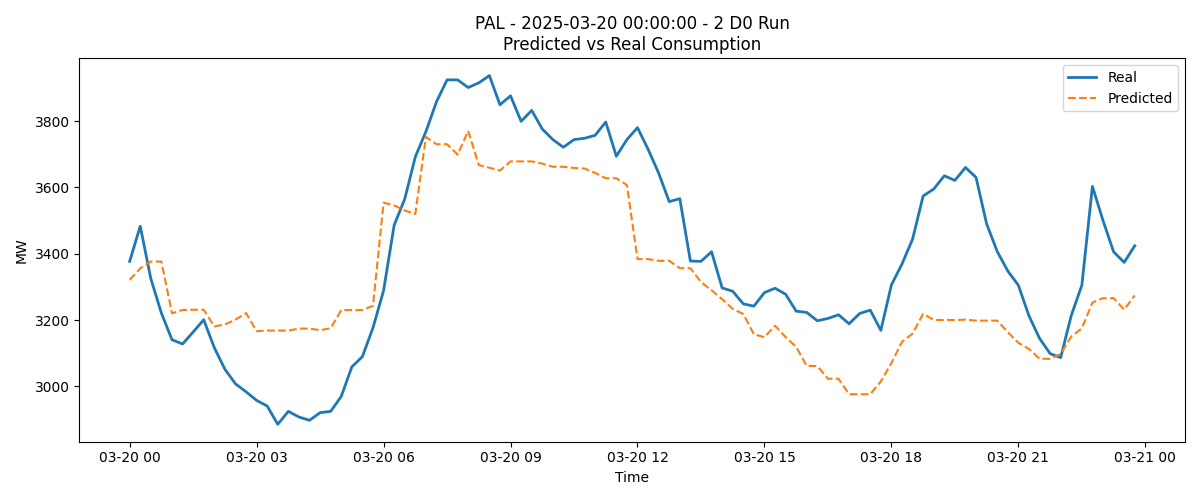 PAL - 2025-03-20 00:00:00 - 2 D0 Run
Predicted vs Real Consumption
Real
Predicted
MW
3800
3600
3400
3200
3000
03-20 00
03-20 03
03-20 06
03-20 09
03-20 12
03-20 15
03-20 18
03-20 21
03-21 00
Time